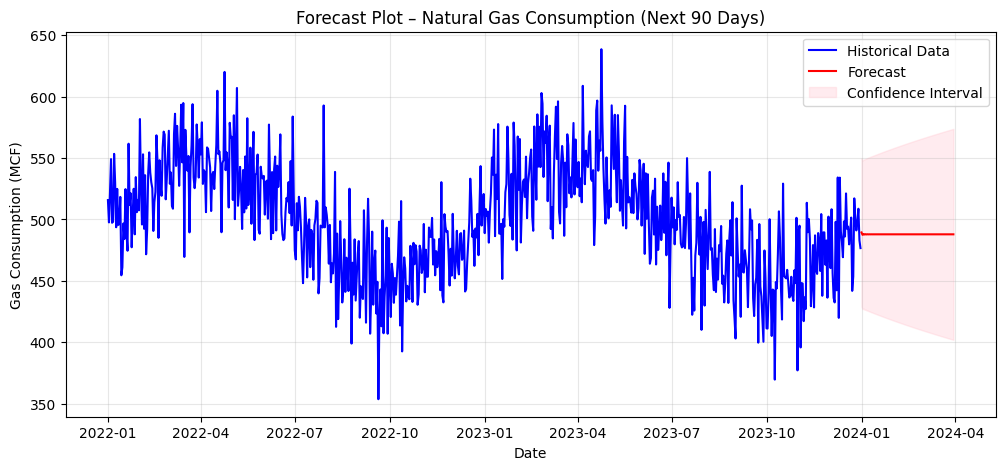 Forecast Plot – Natural Gas Consumption (Next 90 Days)
Historical Data
Forecast
Confidence Interval
Gas Consumption (MCF)
650
600
550
500
450
400
350
2022-01 2022-04 2022-07 2022-10 2023-01 2023-04 2023-07 2023-10 2024-01 2024-04
Date